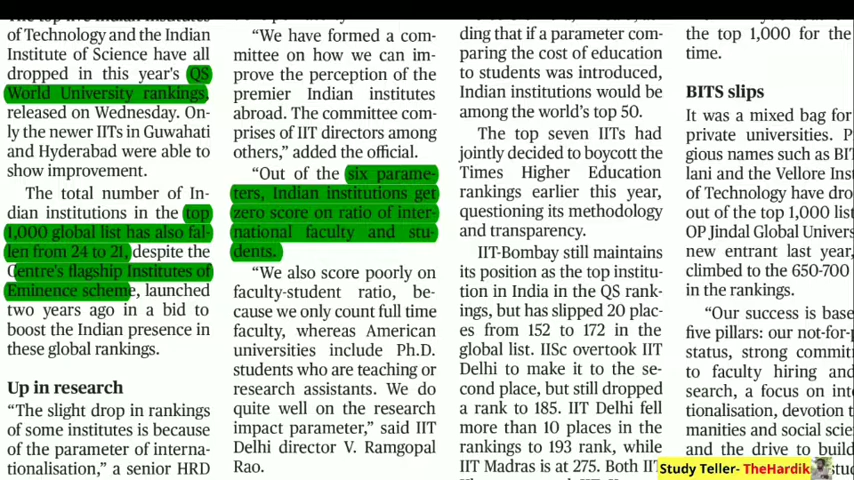 of Technology and the Indian
Institute of Science have all
dropped in this year's QS
World University rankings,
released on Wednesday. On-
ly the newer IITs in Guwahati
and Hyderabad were able to
show improvement.
The total number of In-
dian institutions in the top
1,000 global list has also fal-
len from 24 to 21, despite the
Centre's flagship Institutes of
Eminence scheme, launched
two years ago in a bid to
boost the Indian presence in
these global rankings.
Up in research
“The slight drop in rankings
of some institutes is because
of the parameter of interna-
tionalisation,” a senior HRD
“We have formed a com-
mittee on how we can im-
prove the perception of the
premier Indian institutes
abroad. The committee com-
prises of IIT directors among
others,” added the official.
“Out of the six parame-
ters, Indian institutions get
zero score on ratio of inter-
national faculty and stu-
dents.
“We also score poorly on
faculty-student ratio, be-
cause we only count full time
faculty, whereas American
universities include Ph.D.
students who are teaching or
research assistants. We do
quite well on the research
impact parameter,” said IIT
Delhi director V. Ramgopal
Rao.
ding that if a parameter com-
paring the cost of education
to students was introduced,
Indian institutions would be
among the world's top 50.
The top seven IITs had
jointly decided to boycott the
Times Higher Education
rankings earlier this year,
questioning its methodology
and transparency.
IIT-Bombay still maintains
its position as the top institu-
tion in India in the QS rank-
ings, but has slipped 20 plac-
es from 152 to 172 in the
global list. IISc overtook IIT
Delhi to make it to the se-
cond place, but still dropped
a rank to 185. IIT Delhi fell
more than 10 places in the
rankings to 193 rank, while
IIT Madras is at 275. Both IIT
the top 1,000 for the
time.
BITS slips
It was a mixed bag for
private universities. P
gious names such as BI
lani and the Vellore Ins
of Technology have dro
out of the top 1,000 list
OP Jindal Global Univers
new entrant last year,
climbed to the 650-700
in the rankings.
“Our success is base
five pillars: our not-for-
status, strong commit
to faculty hiring and
search, a focus on int
tionalisation, devotion t
manities and social scie
and the drive to build
Study Teller- TheHardik